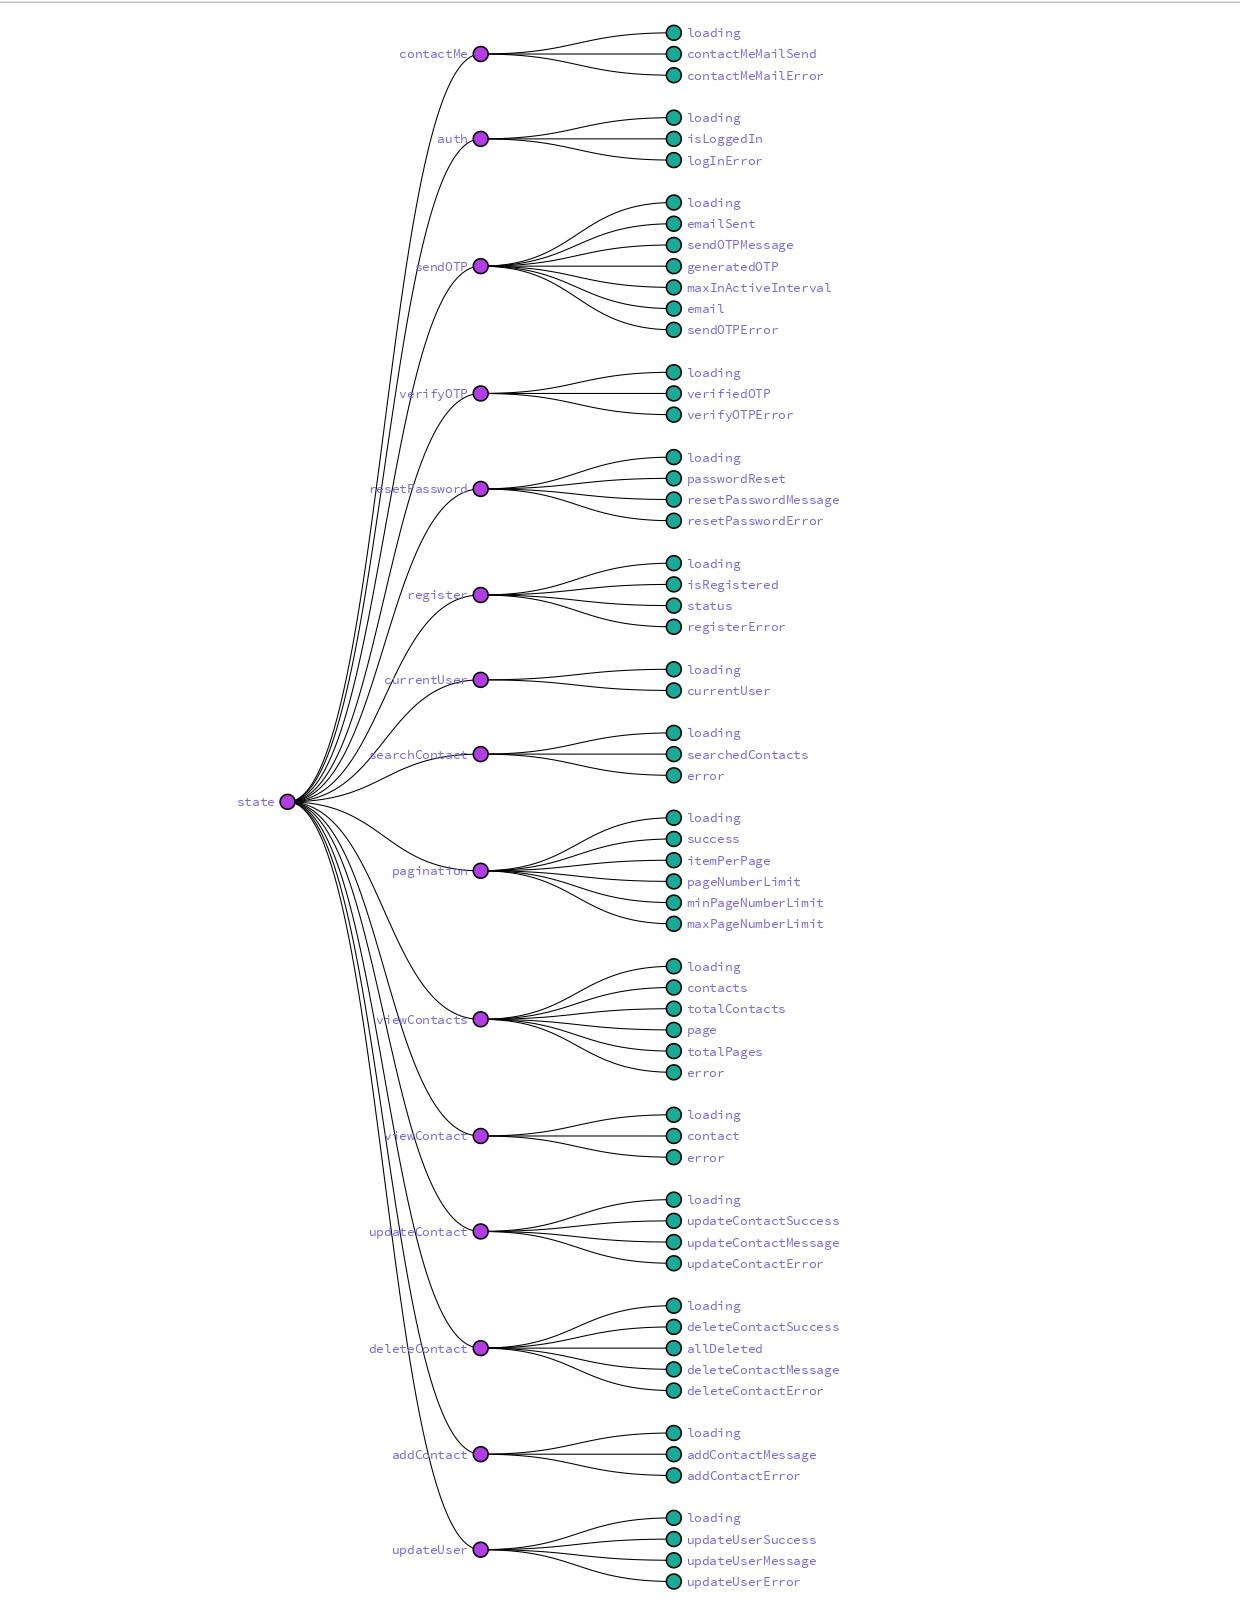 loading
contactMe
contactMeMailSend
contactMeMailError
loading
auth
isLoggedIn
logInError
loading
emailSent
sendOTPMessage
sendOTP
generatedOTP
maxInActiveInterval
email
sendOTPError
loading
verifyOTP
verifiedOTP
verifyOTPError
loading
passwordReset
resetPassword
resetPasswordMessage
resetPasswordError
loading
isRegistered
register
status
registerError
loading
currentUser
currentUser
loading
searchContact
searchedContacts
error
state
loading
success
itemPerPage
pagination
pageNumberLimit
minPageNumberLimit
maxPageNumberLimit
loading
contacts
totalContacts
viewContacts
page
totalPages
error
loading
viewContact
contact
error
loading
updateContactSuccess
updateContact
updateContactMessage
updateContactError
loading
deleteContactSuccess
deleteContact
allDeleted
deleteContactMessage
deleteContactError
loading
addContact
addContactMessage
addContactError
loading
updateUserSuccess
updateUser
updateUserMessage
updateUserError